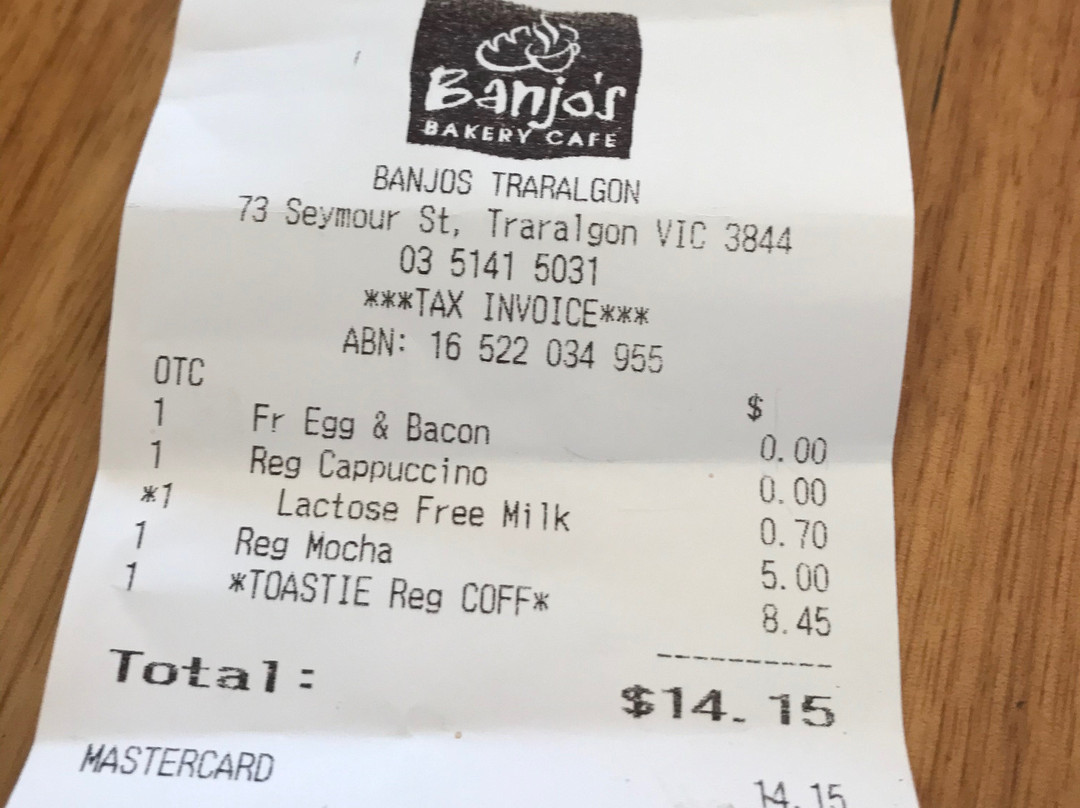 Banjo's
BAKERY CAFE
BANJOS TRARALGON
73 Seymour St, Traralgon VIC 3844
03 5141 5031
***TAX INVOICE***
ABN: 16 522 034 955
OTC $
1 Fr Egg & Bacon 0.00
1 Reg Cappuccino 0.00
*1 Lactose Free Milk 0.70
1 Reg Mocha 5.00
1 *TOASTIE Reg COFF* 8.45
----------
Total: $14.15
MASTERCARD 14.15